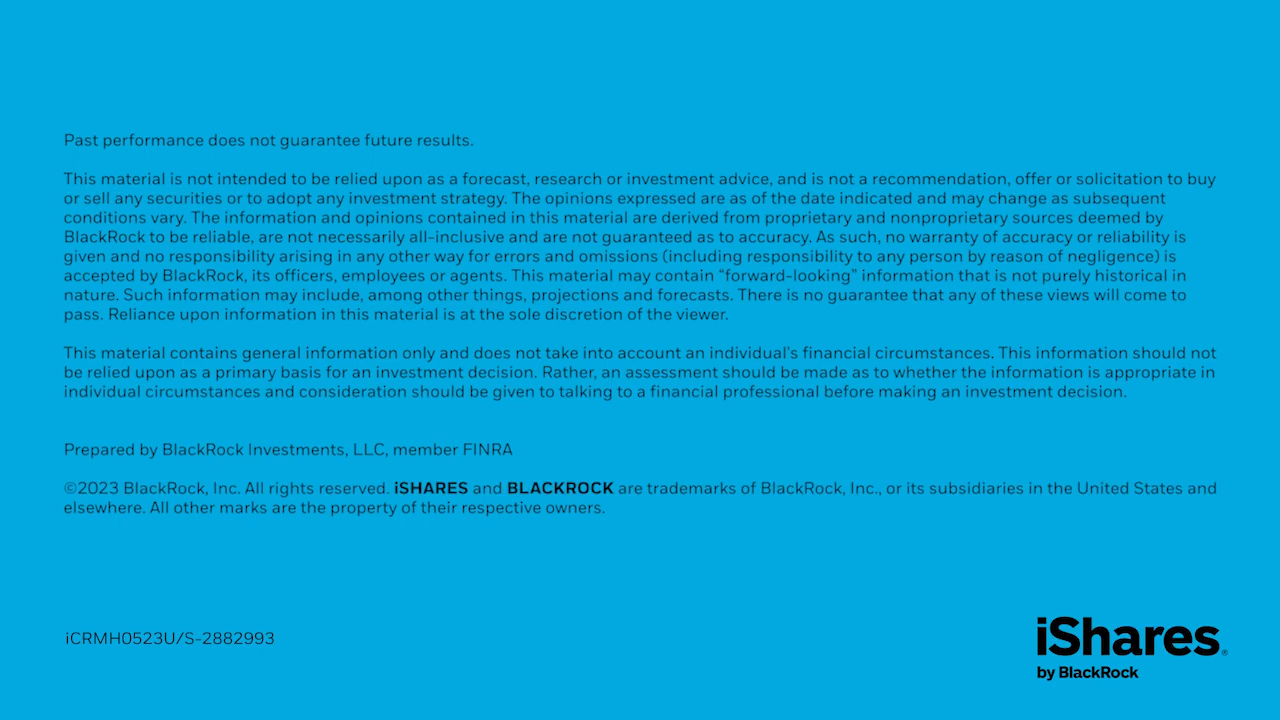 Past performance does not guarantee future results.
This material is not intended to be relied upon as a forecast, research or investment advice, and is not a recommendation, offer or solicitation to buy
or sell any securities or to adopt any investment strategy. The opinions expressed are as of the date indicated and may change as subsequent
conditions vary. The information and opinions contained in this material are derived from proprietary and nonproprietary sources deemed by
BlackRock to be reliable, are not necessarily all-inclusive and are not guaranteed as to accuracy. As such, no warranty of accuracy or reliability is
given and no responsibility arising in any other way for errors and omissions (including responsibility to any person by reason of negligence) is
accepted by BlackRock, its officers, employees or agents. This material may contain “forward-looking” information that is not purely historical in
nature. Such information may include, among other things, projections and forecasts. There is no guarantee that any of these views will come to
pass. Reliance upon information in this material is at the sole discretion of the viewer.
This material contains general information only and does not take into account an individual's financial circumstances. This information should not
be relied upon as a primary basis for an investment decision. Rather, an assessment should be made as to whether the information is appropriate in
individual circumstances and consideration should be given to talking to a financial professional before making an investment decision.
Prepared by BlackRock Investments, LLC, member FINRA
©2023 BlackRock, Inc. All rights reserved. iSHARES and BLACKROCK are trademarks of BlackRock, Inc., or its subsidiaries in the United States and
elsewhere. All other marks are the property of their respective owners.
iCRMH0523U/S-2882993
iShares®
by BlackRock